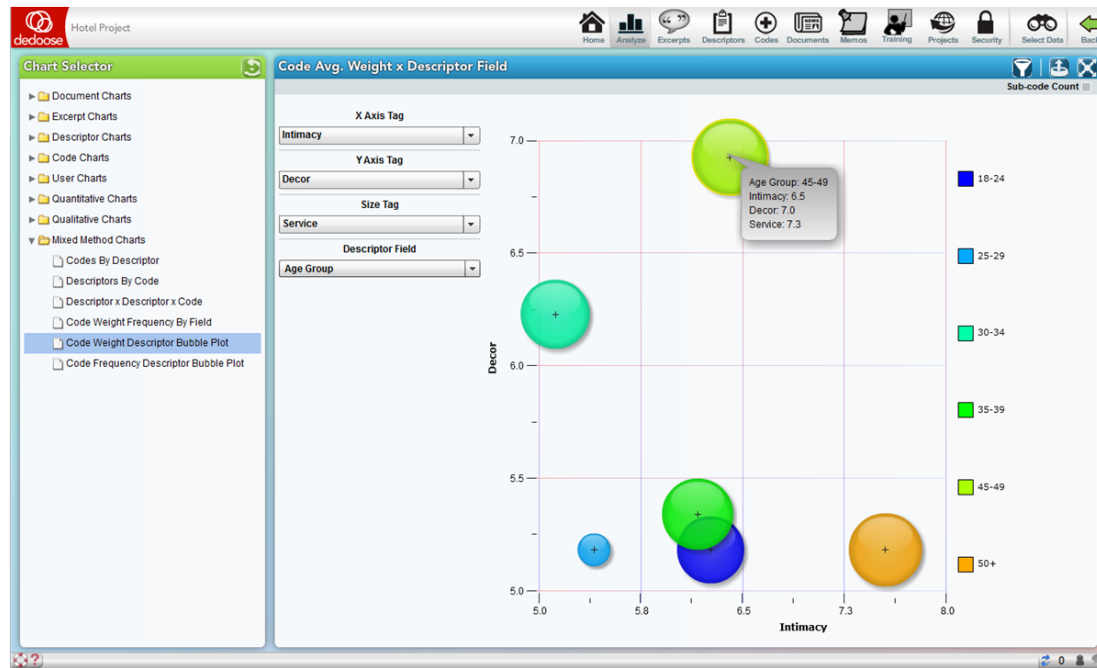 dedoose
Hotel Project
Home
Analyze
Excerpts
Descriptors
Codes
Documents
Memos
Training
Projects
Security
Select Data
Back
Chart Selector
Document Charts
Excerpt Charts
Descriptor Charts
Code Charts
User Charts
Quantitative Charts
Qualitative Charts
Mixed Method Charts
Codes By Descriptor
Descriptors By Code
Descriptor x Descriptor x Code
Code Weight Frequency By Field
Code Weight Descriptor Bubble Plot
Code Frequency Descriptor Bubble Plot
Code Avg. Weight x Descriptor Field
Sub-code Count
X Axis Tag
Intimacy
Y Axis Tag
Decor
Size Tag
Service
Descriptor Field
Age Group
Decor
7.0
6.5
6.0
5.5
5.0
Age Group: 45-49
Intimacy: 6.5
Decor: 7.0
Service: 7.3
5.0 5.8 6.5 7.3 8.0
Intimacy
18-24
25-29
30-34
35-39
45-49
50+
?
0